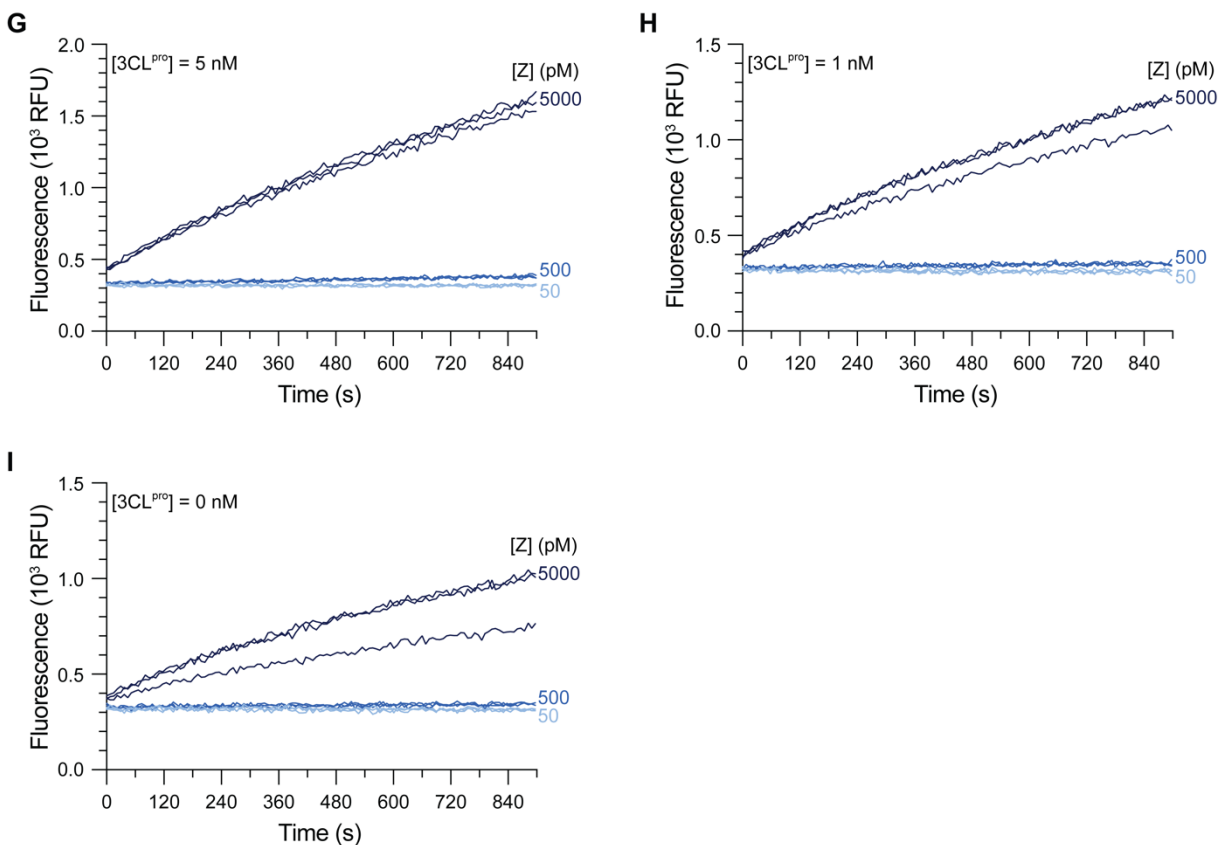 G
[3CLpro] = 5 nM
[Z] (pM)
5000
500
50
2.0
1.5
1.0
0.5
0.0
Fluorescence (10³ RFU)
0 120 240 360 480 600 720 840
Time (s)
H
[3CLpro] = 1 nM
[Z] (pM)
5000
500
50
1.5
1.0
0.5
0.0
Fluorescence (10³ RFU)
0 120 240 360 480 600 720 840
Time (s)
I
[3CLpro] = 0 nM
[Z] (pM)
5000
500
50
1.5
1.0
0.5
0.0
Fluorescence (10³ RFU)
0 120 240 360 480 600 720 840
Time (s)